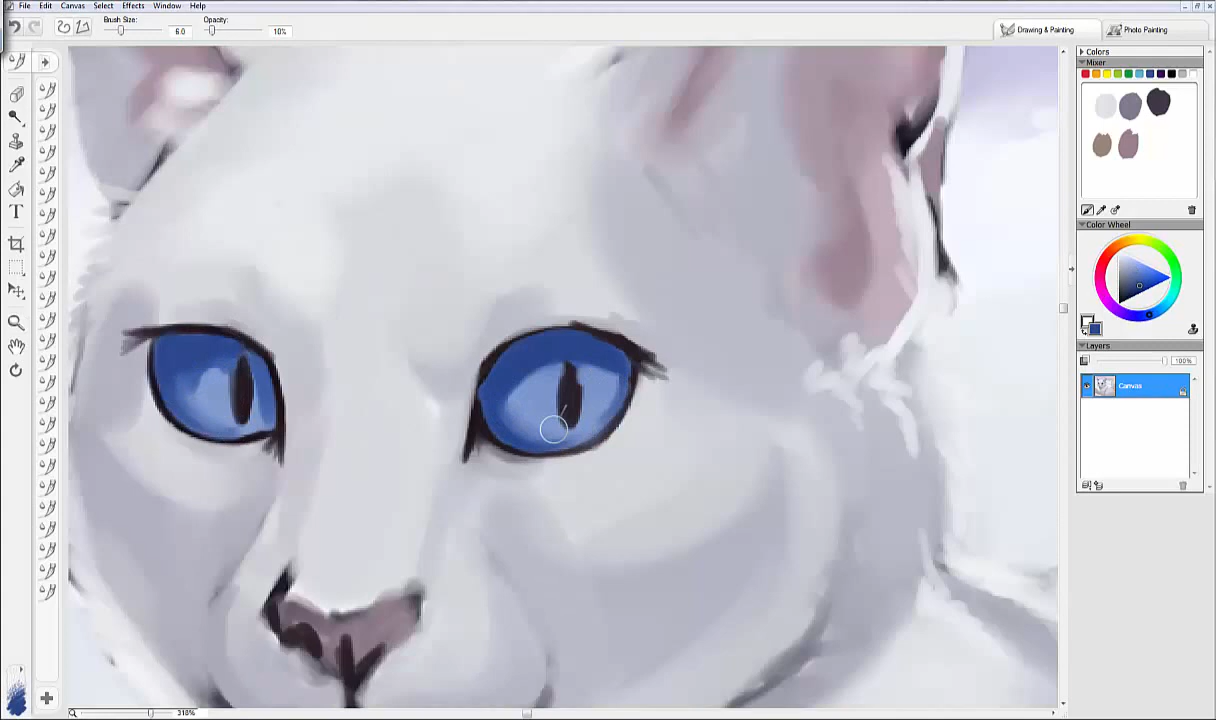 File Edit Canvas Select Effects Window Help
Brush Size: 6.0 Opacity: 10%
Drawing & Painting Photo Painting
Colors
Mixer
T
Color Wheel
Layers
100%
Canvas
318%